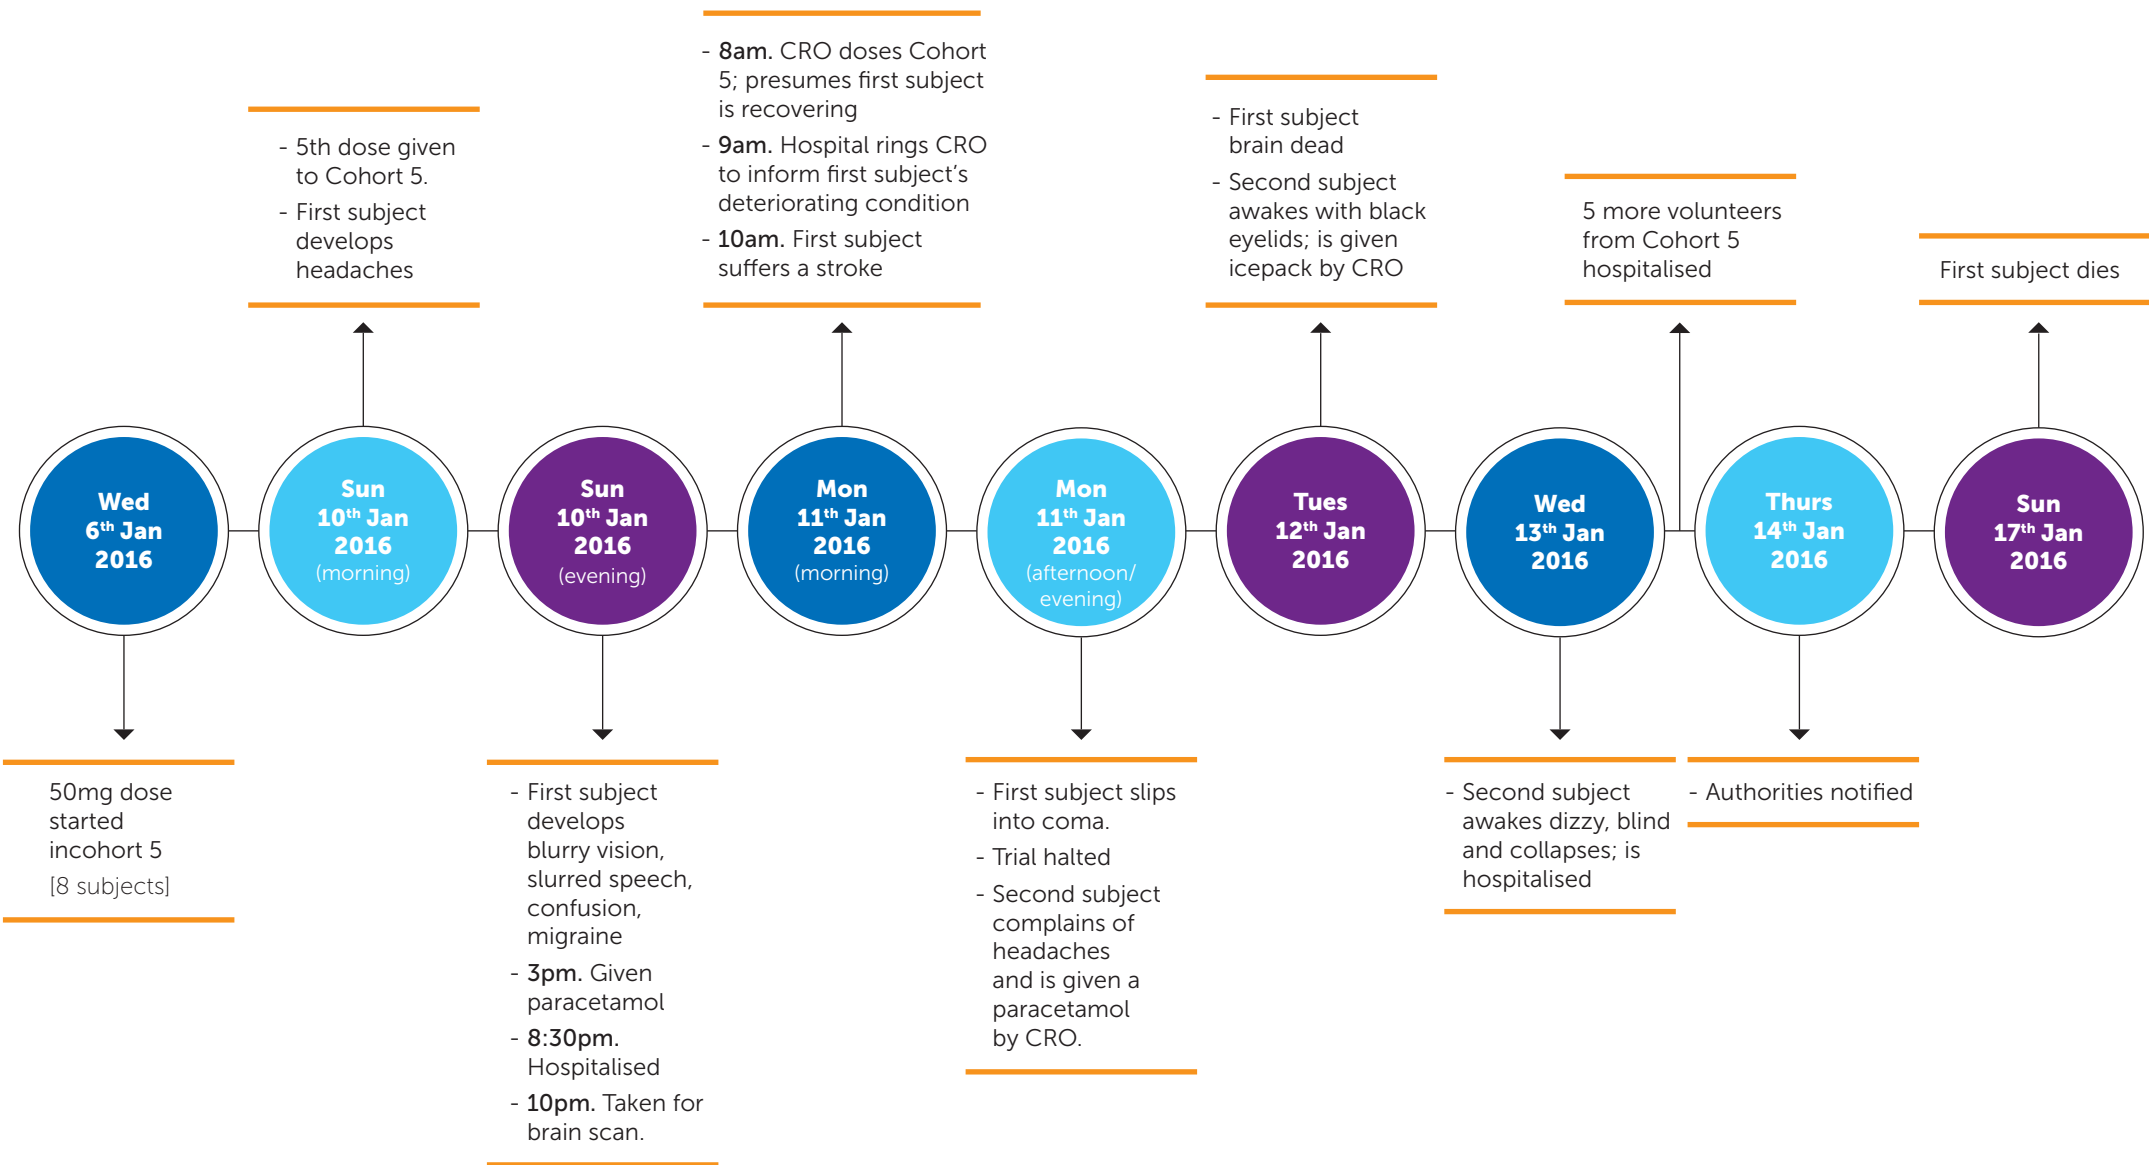 Wed
6th Jan
2016
50mg dose
started
incohort 5
[8 subjects]
Sun
10th Jan
2016
(morning)
- 5th dose given
to Cohort 5.
- First subject
develops
headaches
Sun
10th Jan
2016
(evening)
- First subject
develops
blurry vision,
slurred speech,
confusion,
migraine
- 3pm. Given
paracetamol
- 8:30pm.
Hospitalised
- 10pm. Taken for
brain scan.
Mon
11th Jan
2016
(morning)
- 8am. CRO doses Cohort
5; presumes first subject
is recovering
- 9am. Hospital rings CRO
to inform first subject's
deteriorating condition
- 10am. First subject
suffers a stroke
Mon
11th Jan
2016
(afternoon/
evening)
- First subject slips
into coma.
- Trial halted
- Second subject
complains of
headaches
and is given a
paracetamol
by CRO.
Tues
12th Jan
2016
- First subject
brain dead
- Second subject
awakes with black
eyelids; is given
icepack by CRO
Wed
13th Jan
2016
- Second subject
awakes dizzy, blind
and collapses; is
hospitalised
5 more volunteers
from Cohort 5
hospitalised
Thurs
14th Jan
2016
- Authorities notified
Sun
17th Jan
2016
First subject dies